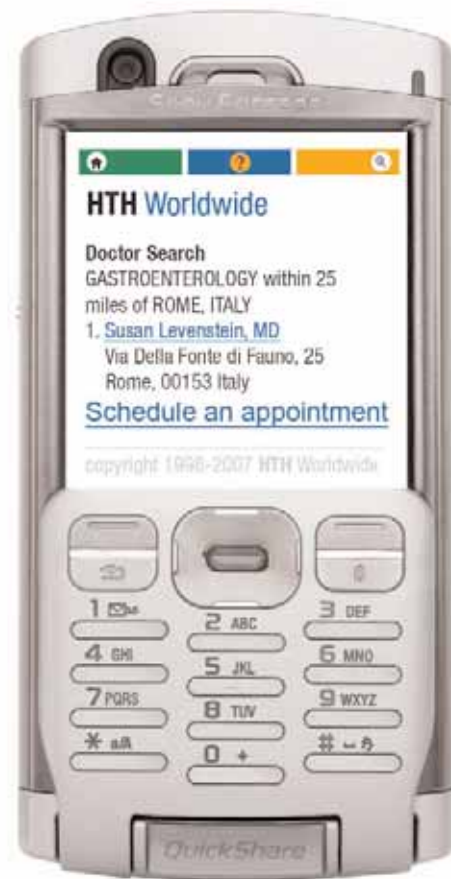 Sony Ericsson
HTH Worldwide
Doctor Search
GASTROENTEROLOGY within 25
miles of ROME, ITALY
1. Susan Levenstein, MD
Via Della Fonte di Fauno, 25
Rome, 00153 Italy
Schedule an appointment
copyright 1998-2007 HTH Worldwide
1
2 ABC
3 DEF
4 GHI
5 JKL
6 MNO
7 PQRS
8 TUV
9 WXYZ
* a/A
0 +
#
QuickShare